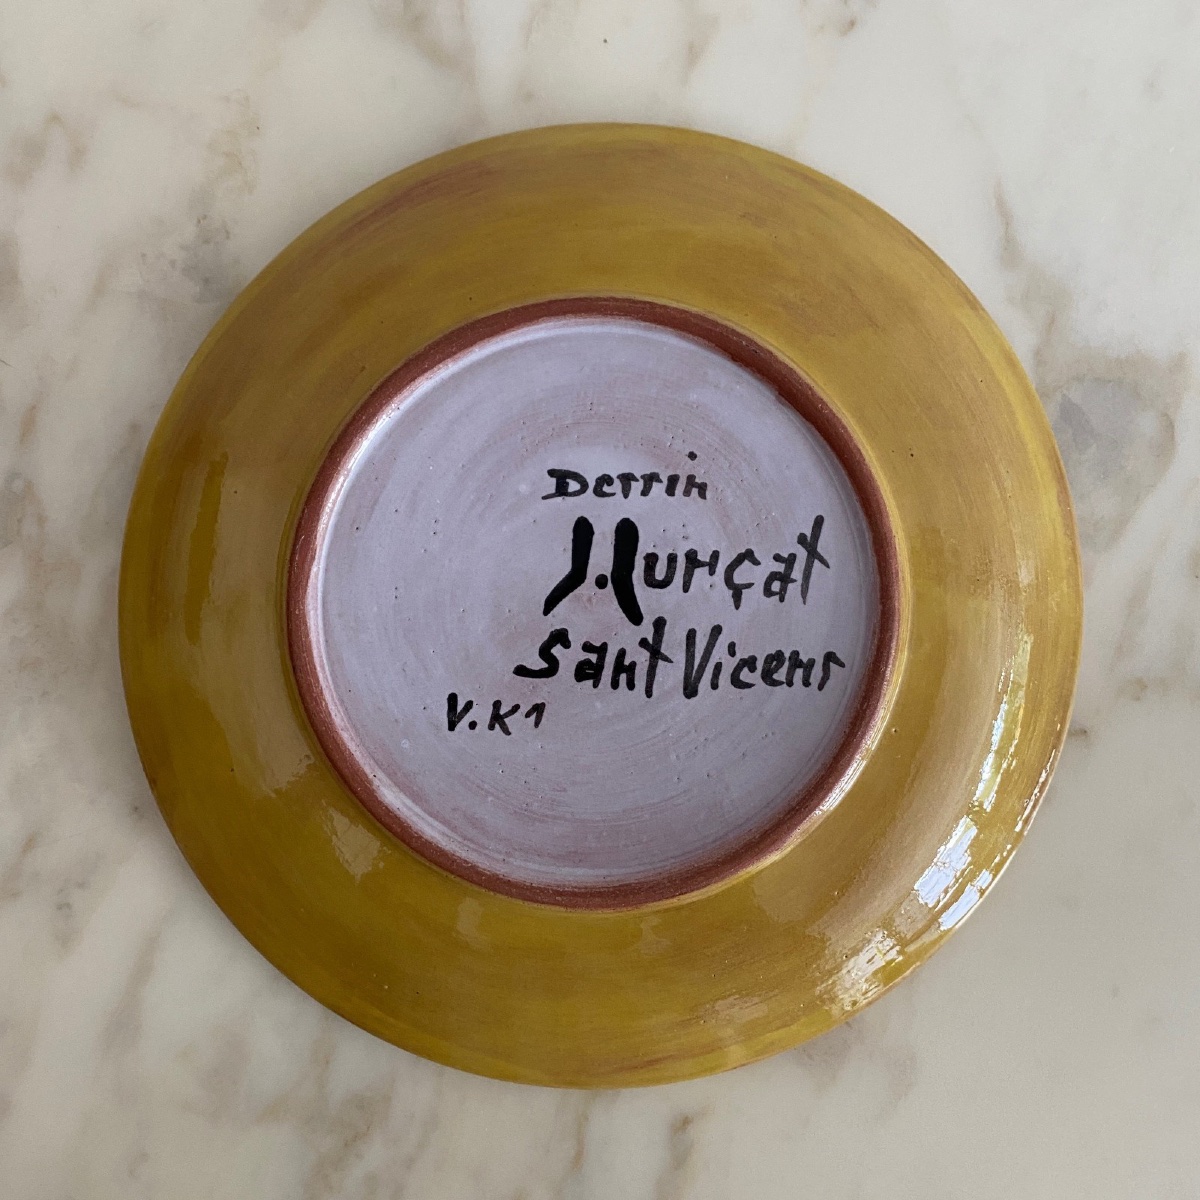 Dessin
J. Lurçat
Sant Vicens
V.K1